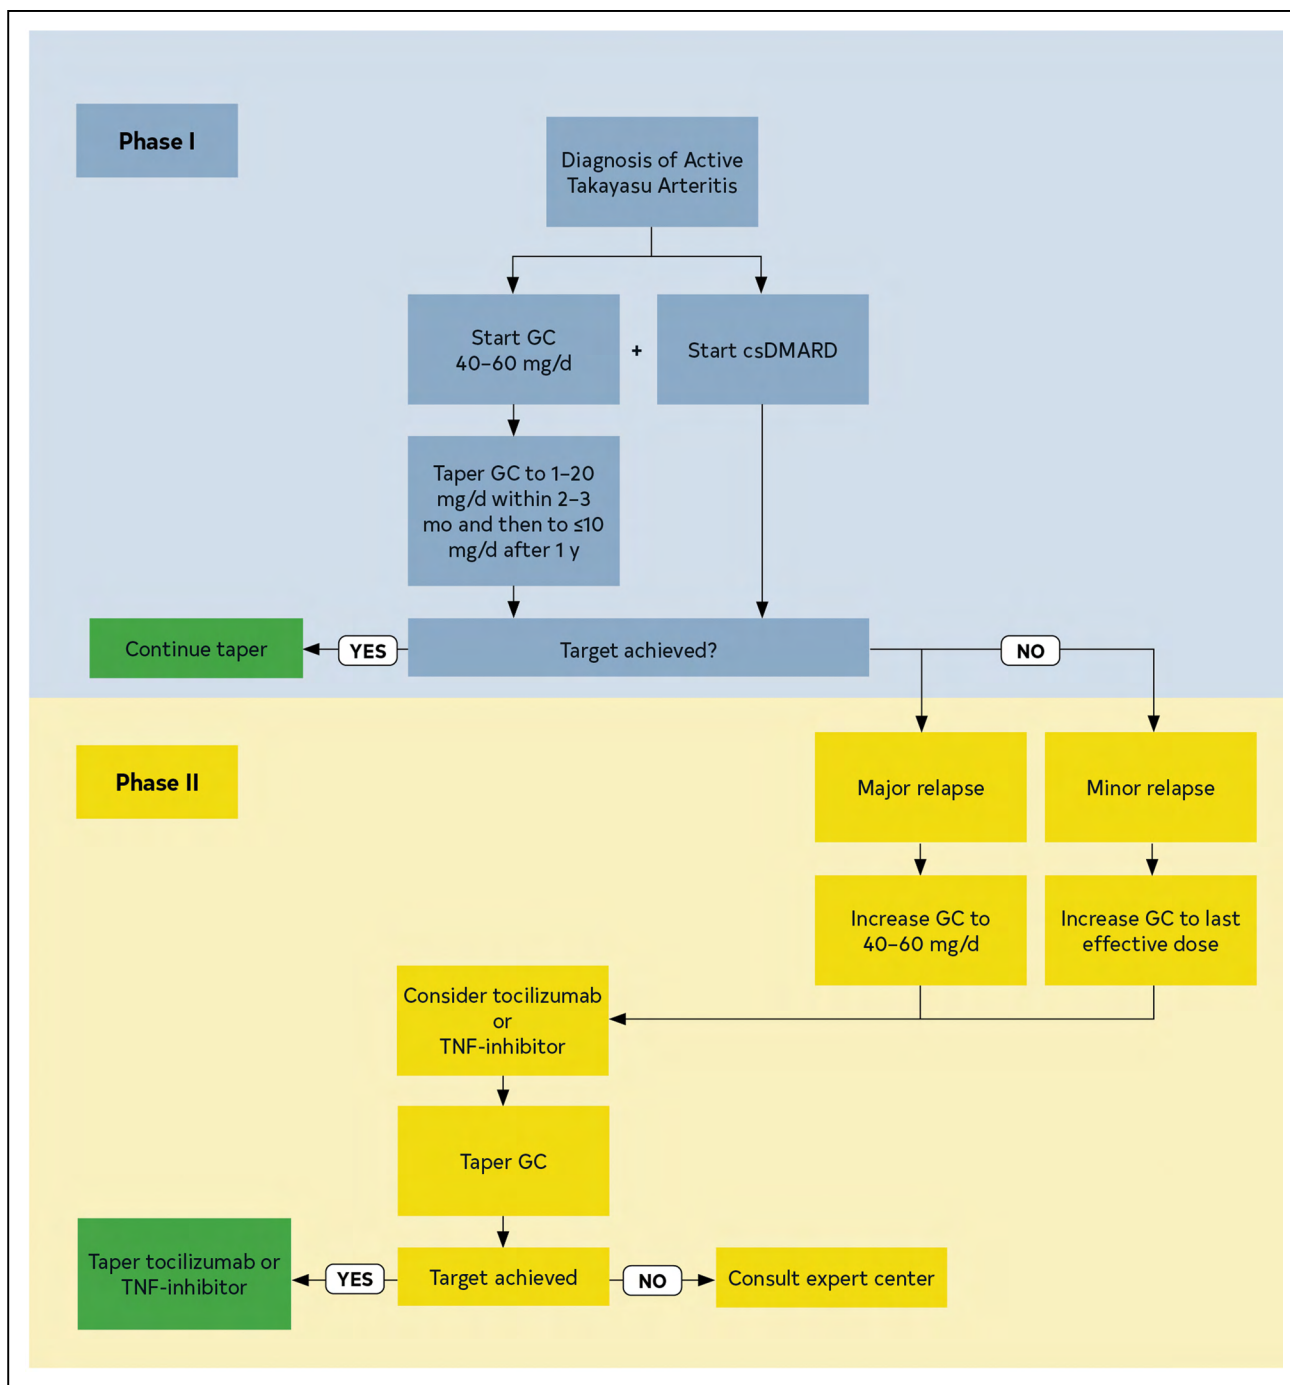 Phase I
Diagnosis of Active
Takayasu Arteritis
Start GC
40–60 mg/d
+
Start csDMARD
Taper GC to 1–20
mg/d within 2–3
mo and then to ≤10
mg/d after 1 y
Continue taper
YES
Target achieved?
NO
Phase II
Major relapse
Minor relapse
Increase GC to
40–60 mg/d
Increase GC to last
effective dose
Consider tocilizumab
or
TNF-inhibitor
Taper GC
Taper tocilizumab or
TNF-inhibitor
YES
Target achieved
NO
Consult expert center